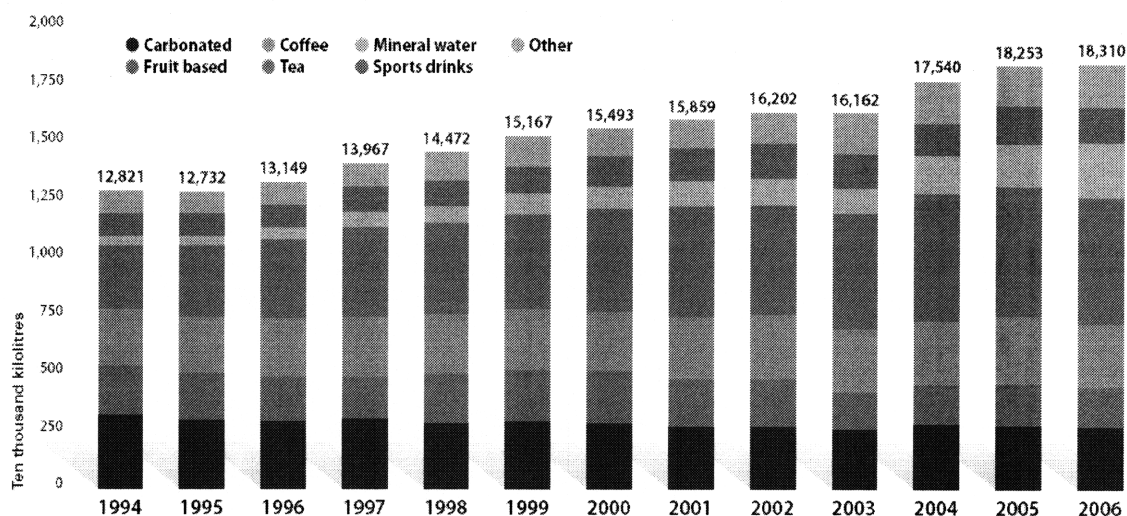 2,000
Carbonated Coffee Mineral water Other
Fruit based Tea Sports drinks
1,750
1,500
1,250
1,000
750
500
250
0
Ten thousand kilolitres
12,821 12,732 13,149 13,967 14,472 15,167 15,493 15,859 16,202 16,162 17,540 18,253 18,310
1994 1995 1996 1997 1998 1999 2000 2001 2002 2003 2004 2005 2006